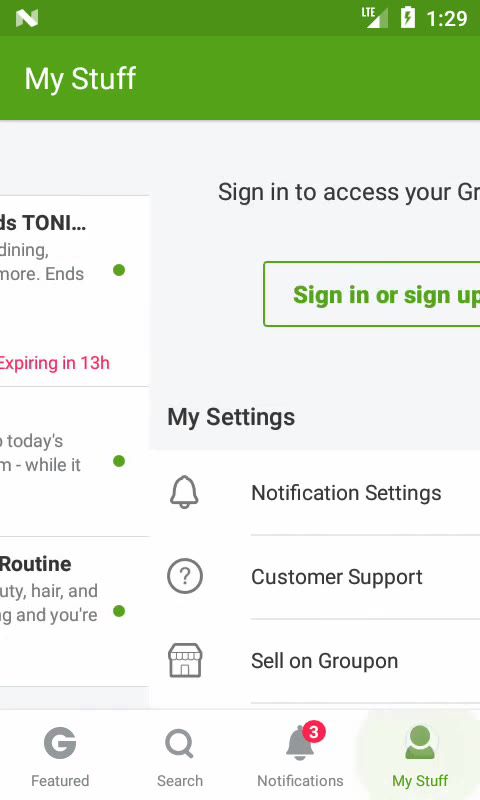 LTE 1:29
My Stuff
Sign in to access your Gr
ds TONI…
dining,
more. Ends
Sign in or sign up
Expiring in 13h
My Settings
today's
m - while it
Notification Settings
Routine
Customer Support
uty, hair, and
ng and you're
Sell on Groupon
3
Featured
Search
Notifications
My Stuff